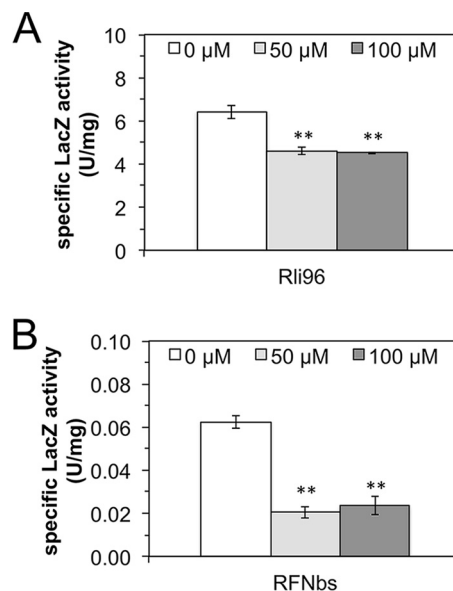 A
specific LacZ activity
(U/mg)
10
8
6
4
2
0
0 µM 50 µM 100 µM
** **
Rli96
B
specific LacZ activity
(U/mg)
0.10
0.08
0.06
0.04
0.02
0.00
0 µM 50 µM 100 µM
** **
RFNbs